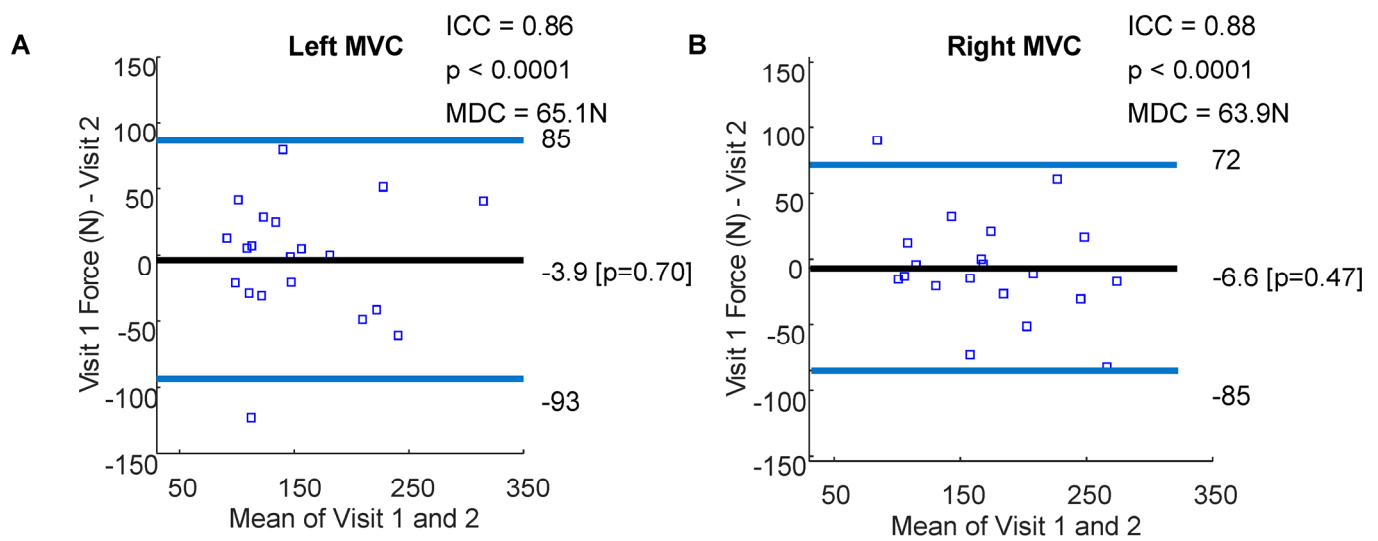 A
Left MVC
ICC = 0.86
p < 0.0001
MDC = 65.1N
Visit 1 Force (N) - Visit 2
150
100
50
0
-50
-100
-150
85
-3.9 [p=0.70]
-93
50 150 250 350
Mean of Visit 1 and 2
B
Right MVC
ICC = 0.88
p < 0.0001
MDC = 63.9N
Visit 1 Force (N) - Visit 2
150
100
50
0
-50
-100
-150
72
-6.6 [p=0.47]
-85
50 150 250 350
Mean of Visit 1 and 2